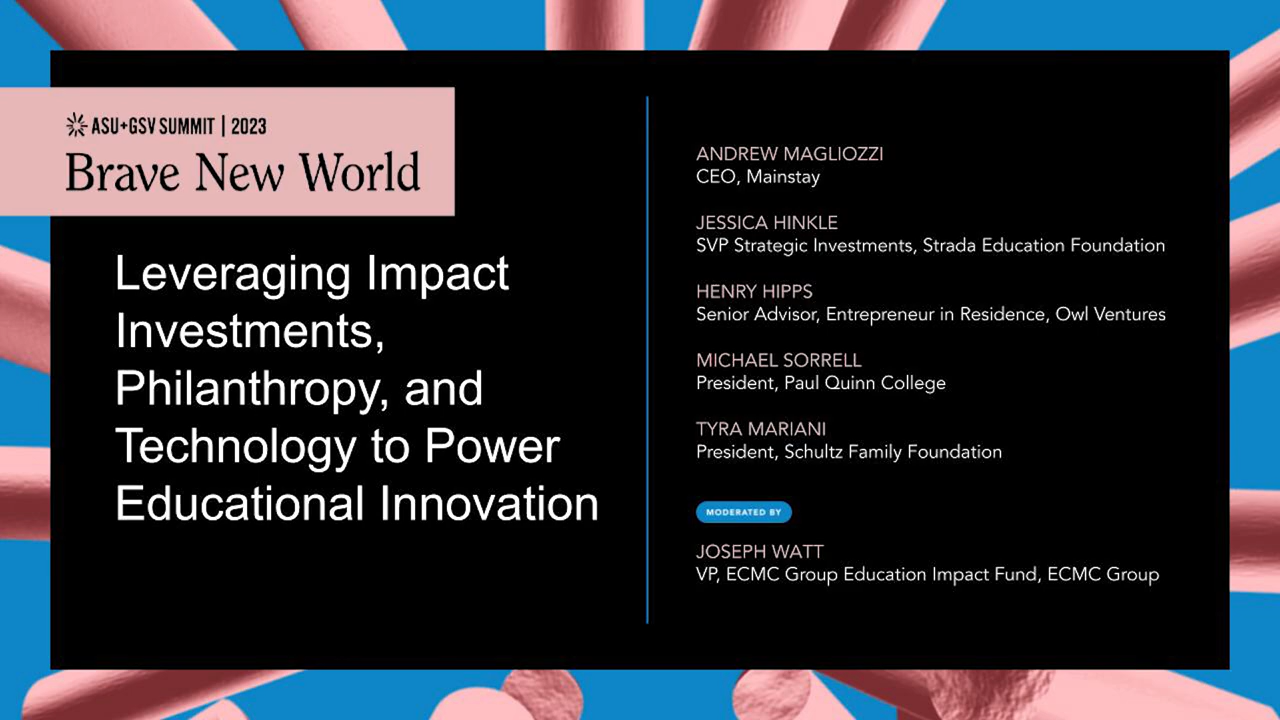 ASU+GSV SUMMIT | 2023
Brave New World
Leveraging Impact
Investments,
Philanthropy, and
Technology to Power
Educational Innovation
ANDREW MAGLIOZZI
CEO, Mainstay
JESSICA HINKLE
SVP Strategic Investments, Strada Education Foundation
HENRY HIPPS
Senior Advisor, Entrepreneur in Residence, Owl Ventures
MICHAEL SORRELL
President, Paul Quinn College
TYRA MARIANI
President, Schultz Family Foundation
MODERATED BY
JOSEPH WATT
VP, ECMC Group Education Impact Fund, ECMC Group